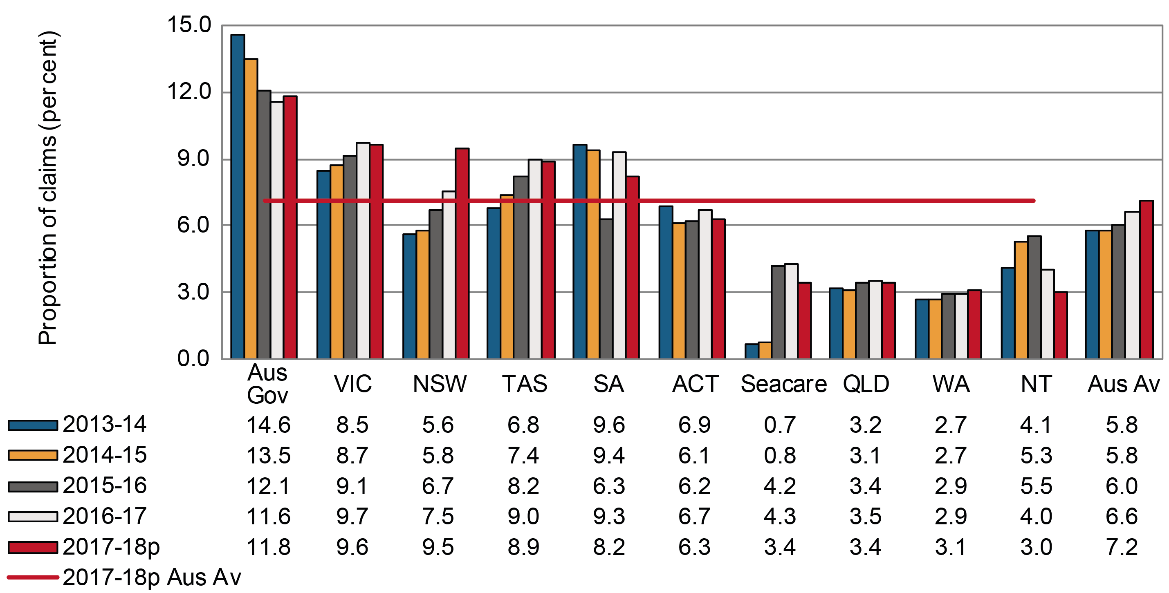 Proportion of claims (per cent)
15.0
12.0
9.0
6.0
3.0
0.0
Aus Gov VIC NSW TAS SA ACT Seacare QLD WA NT Aus Av
2013-14 14.6 8.5 5.6 6.8 9.6 6.9 0.7 3.2 2.7 4.1 5.8
2014-15 13.5 8.7 5.8 7.4 9.4 6.1 0.8 3.1 2.7 5.3 5.8
2015-16 12.1 9.1 6.7 8.2 6.3 6.2 4.2 3.4 2.9 5.5 6.0
2016-17 11.6 9.7 7.5 9.0 9.3 6.7 4.3 3.5 2.9 4.0 6.6
2017-18p 11.8 9.6 9.5 8.9 8.2 6.3 3.4 3.4 3.1 3.0 7.2
2017-18p Aus Av